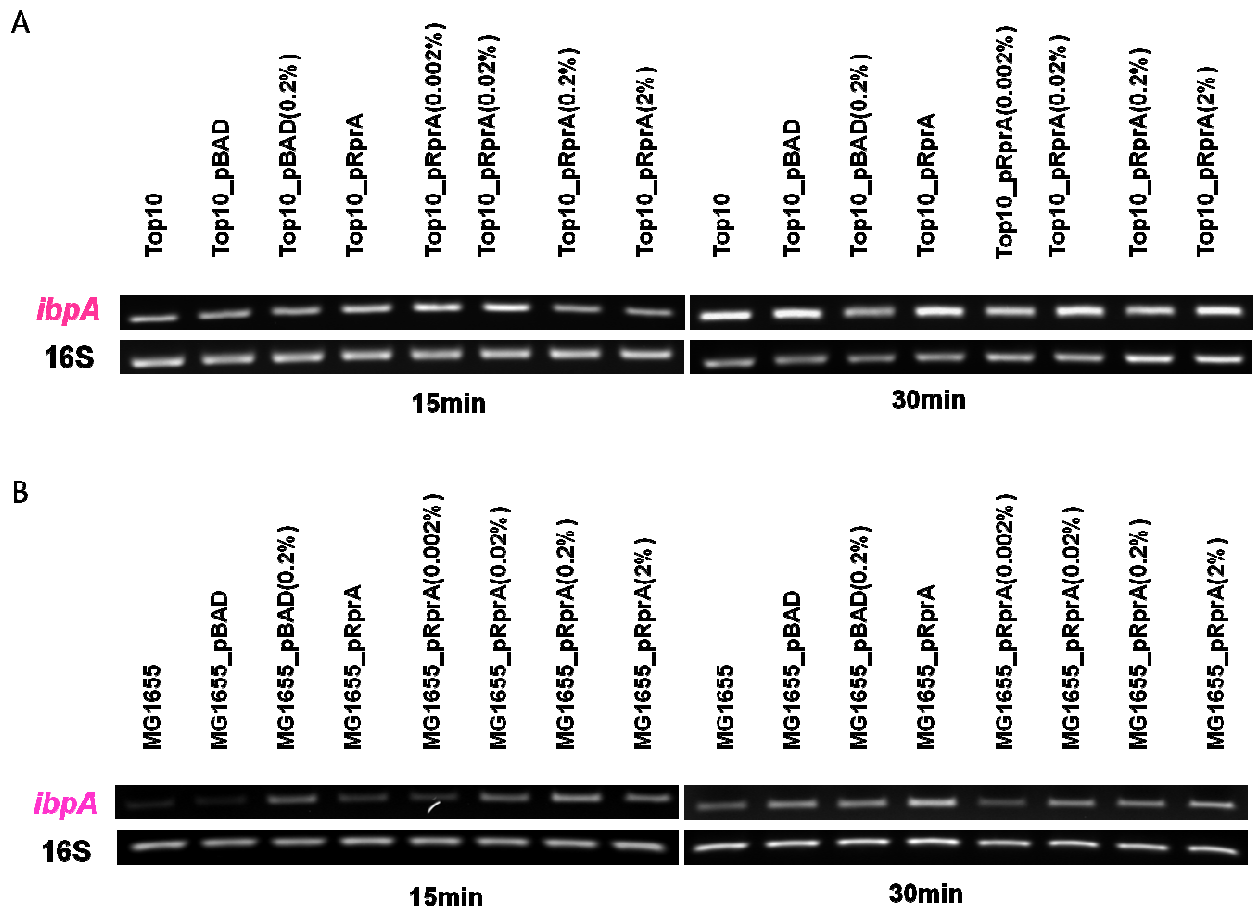 A
Top10
Top10_pBAD
Top10_pBAD(0.2%)
Top10_pRprA
Top10_pRprA(0.002%)
Top10_pRprA(0.02%)
Top10_pRprA(0.2%)
Top10_pRprA(2%)
Top10
Top10_pBAD
Top10_pBAD(0.2%)
Top10_pRprA
Top10_pRprA(0.002%)
Top10_pRprA(0.02%)
Top10_pRprA(0.2%)
Top10_pRprA(2%)
ibpA
16S
15min
30min
B
MG1655
MG1655_pBAD
MG1655_pBAD(0.2%)
MG1655_pRprA
MG1655_pRprA(0.002%)
MG1655_pRprA(0.02%)
MG1655_pRprA(0.2%)
MG1655_pRprA(2%)
MG1655
MG1655_pBAD
MG1655_pBAD(0.2%)
MG1655_pRprA
MG1655_pRprA(0.002%)
MG1655_pRprA(0.02%)
MG1655_pRprA(0.2%)
MG1655_pRprA(2%)
ibpA
16S
15min
30min